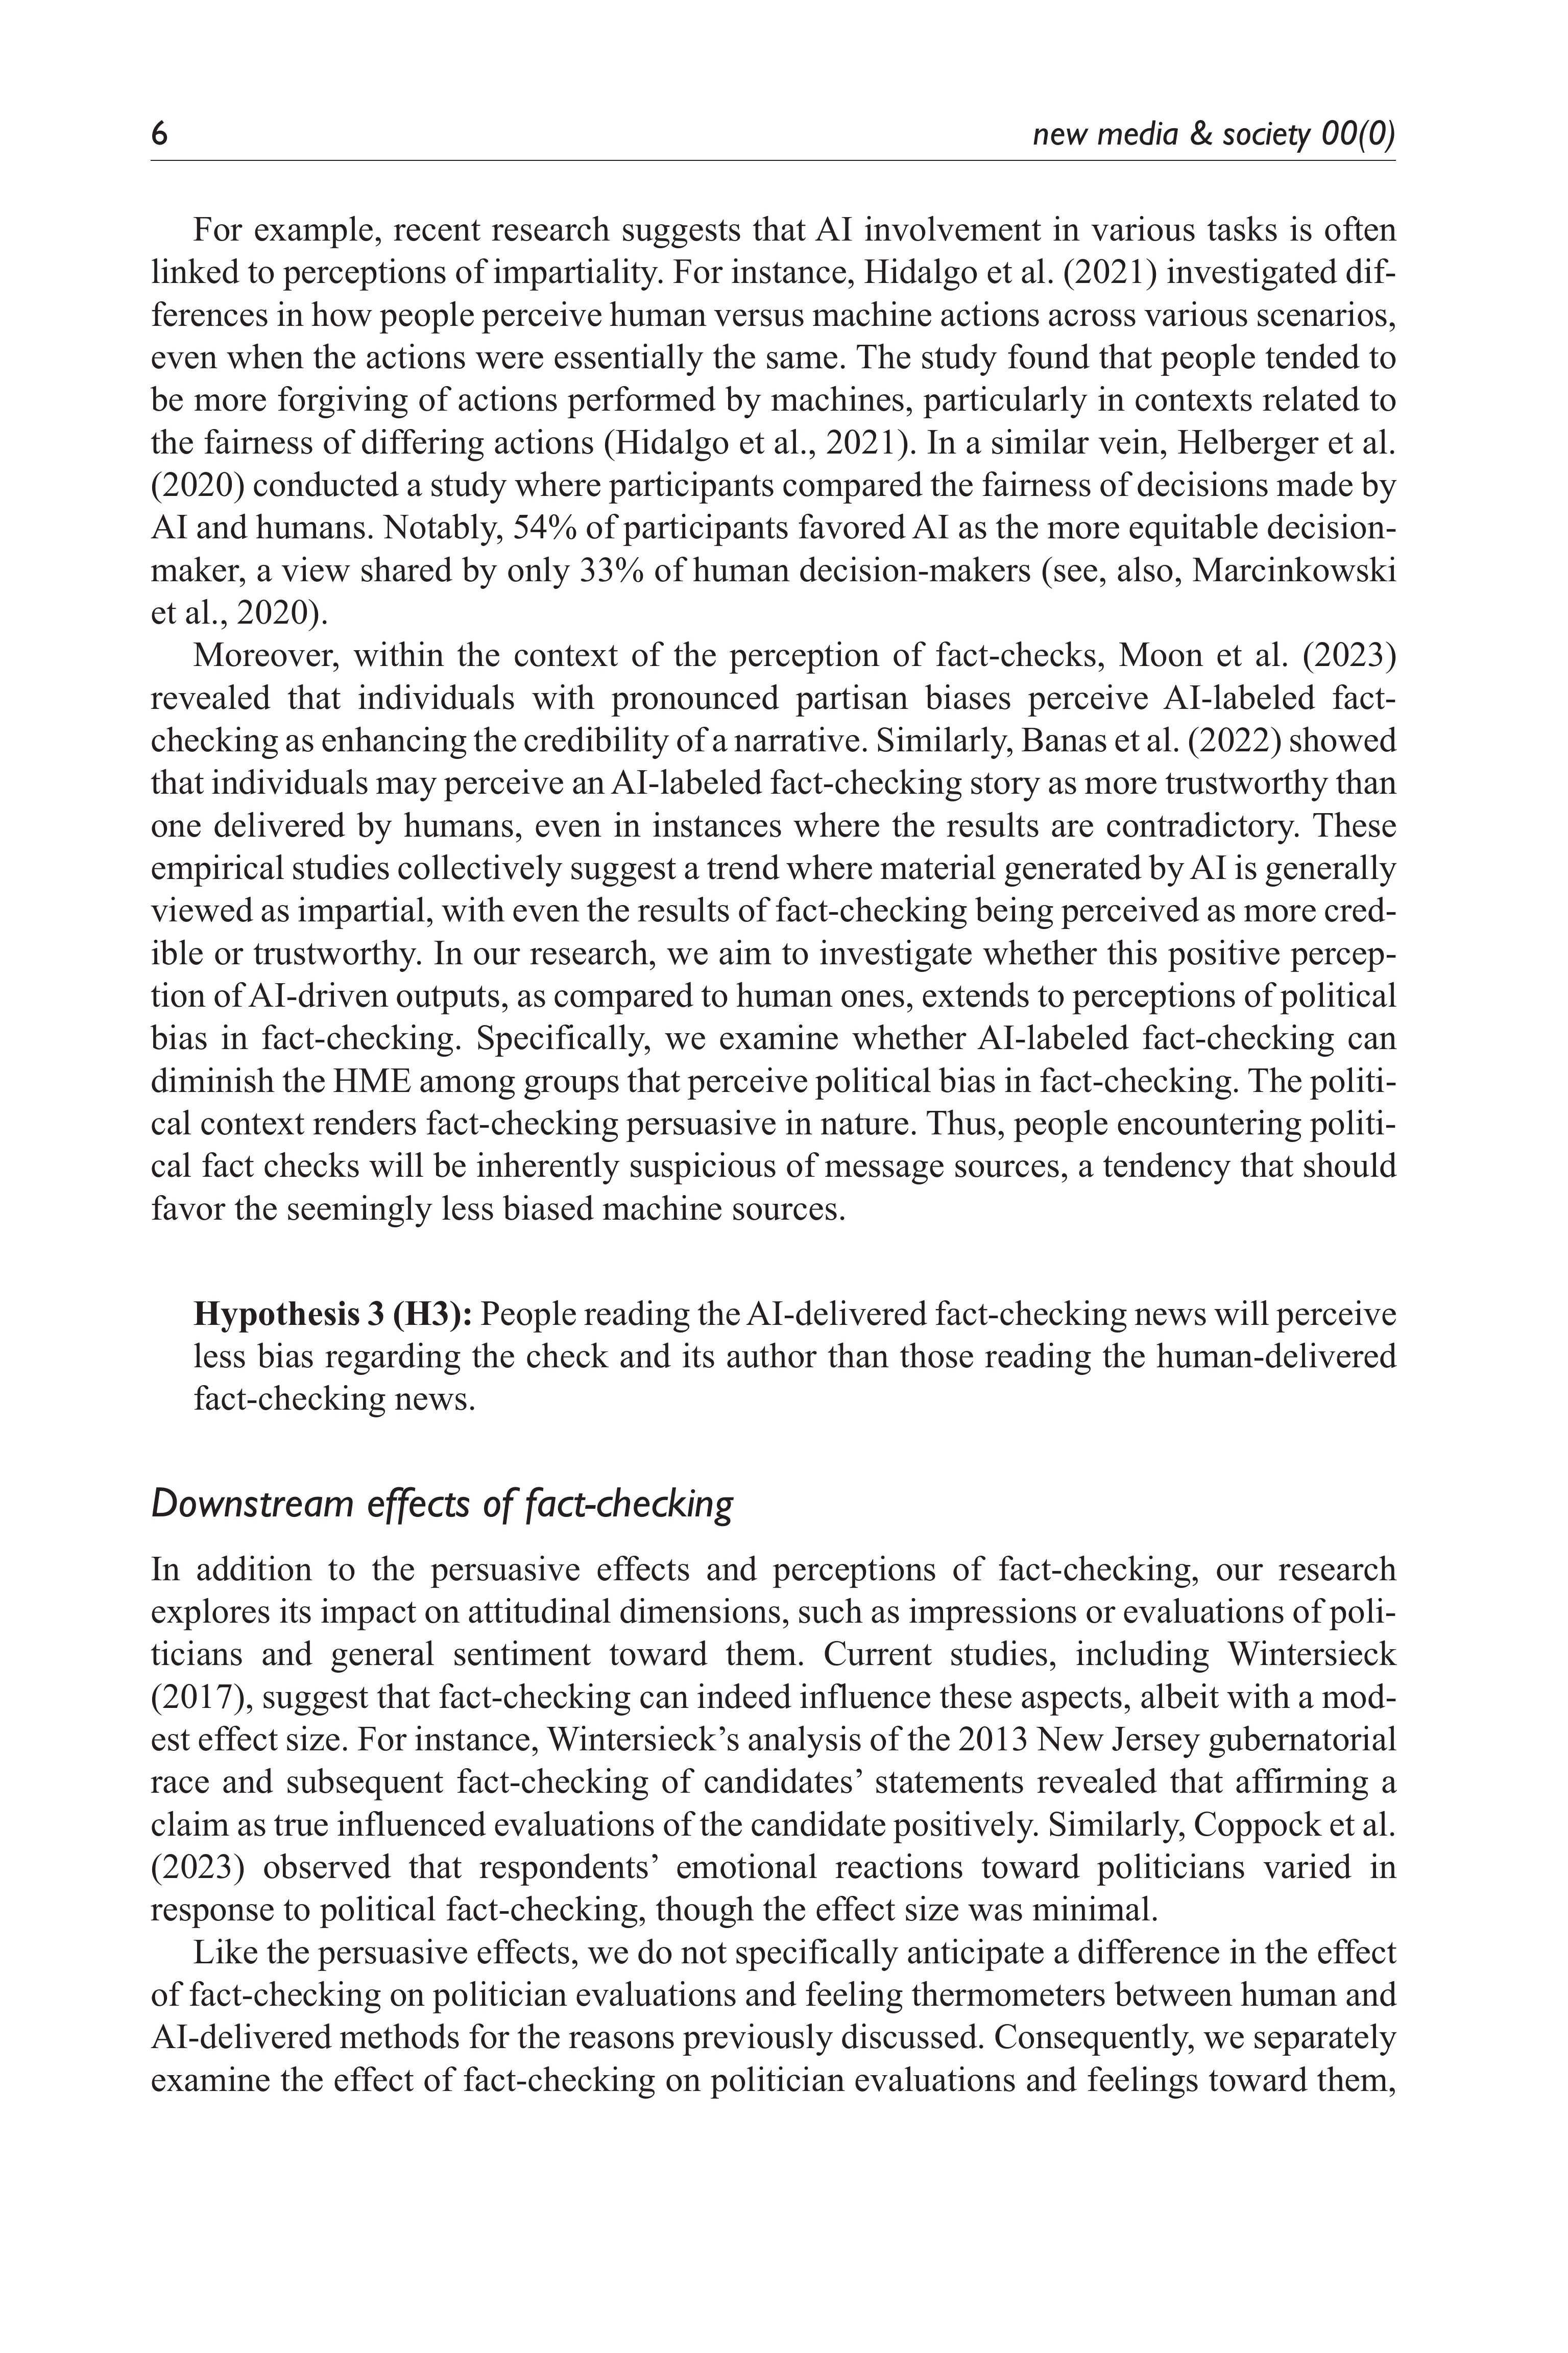 6
new media & society 00(0)
For example, recent research suggests that AI involvement in various tasks is often
linked to perceptions of impartiality. For instance, Hidalgo et al. (2021) investigated dif-
ferences in how people perceive human versus machine actions across various scenarios,
even when the actions were essentially the same. The study found that people tended to
be more forgiving of actions performed by machines, particularly in contexts related to
the fairness of differing actions (Hidalgo et al., 2021). In a similar vein, Helberger et al.
(2020) conducted a study where participants compared the fairness of decisions made by
AI and humans. Notably, 54% of participants favored AI as the more equitable decision-
maker, a view shared by only 33% of human decision-makers (see, also, Marcinkowski
et al., 2020).
Moreover, within the context of the perception of fact-checks, Moon et al. (2023)
revealed that individuals with pronounced partisan biases perceive AI-labeled fact-
checking as enhancing the credibility of a narrative. Similarly, Banas et al. (2022) showed
that individuals may perceive an AI-labeled fact-checking story as more trustworthy than
one delivered by humans, even in instances where the results are contradictory. These
empirical studies collectively suggest a trend where material generated by AI is generally
viewed as impartial, with even the results of fact-checking being perceived as more cred-
ible or trustworthy. In our research, we aim to investigate whether this positive percep-
tion of AI-driven outputs, as compared to human ones, extends to perceptions of political
bias in fact-checking. Specifically, we examine whether AI-labeled fact-checking can
diminish the HME among groups that perceive political bias in fact-checking. The politi-
cal context renders fact-checking persuasive in nature. Thus, people encountering politi-
cal fact checks will be inherently suspicious of message sources, a tendency that should
favor the seemingly less biased machine sources.
Hypothesis 3 (H3): People reading the AI-delivered fact-checking news will perceive
less bias regarding the check and its author than those reading the human-delivered
fact-checking news.
Downstream effects of fact-checking
In addition to the persuasive effects and perceptions of fact-checking, our research
explores its impact on attitudinal dimensions, such as impressions or evaluations of poli-
ticians and general sentiment toward them. Current studies, including Wintersieck
(2017), suggest that fact-checking can indeed influence these aspects, albeit with a mod-
est effect size. For instance, Wintersieck’s analysis of the 2013 New Jersey gubernatorial
race and subsequent fact-checking of candidates’ statements revealed that affirming a
claim as true influenced evaluations of the candidate positively. Similarly, Coppock et al.
(2023) observed that respondents’ emotional reactions toward politicians varied in
response to political fact-checking, though the effect size was minimal.
Like the persuasive effects, we do not specifically anticipate a difference in the effect
of fact-checking on politician evaluations and feeling thermometers between human and
AI-delivered methods for the reasons previously discussed. Consequently, we separately
examine the effect of fact-checking on politician evaluations and feelings toward them,